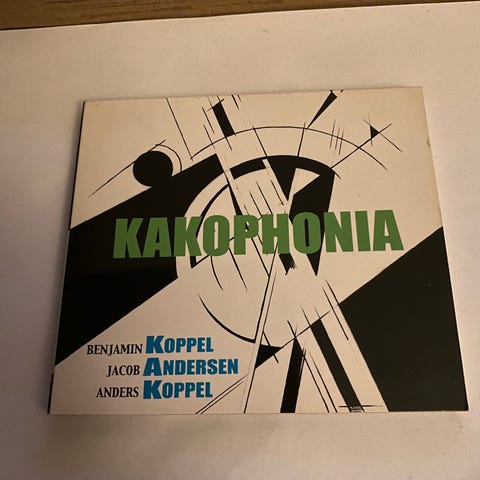 KAKOPHONIA
BENJAMIN KOPPEL
JACOB ANDERSEN
ANDERS KOPPEL